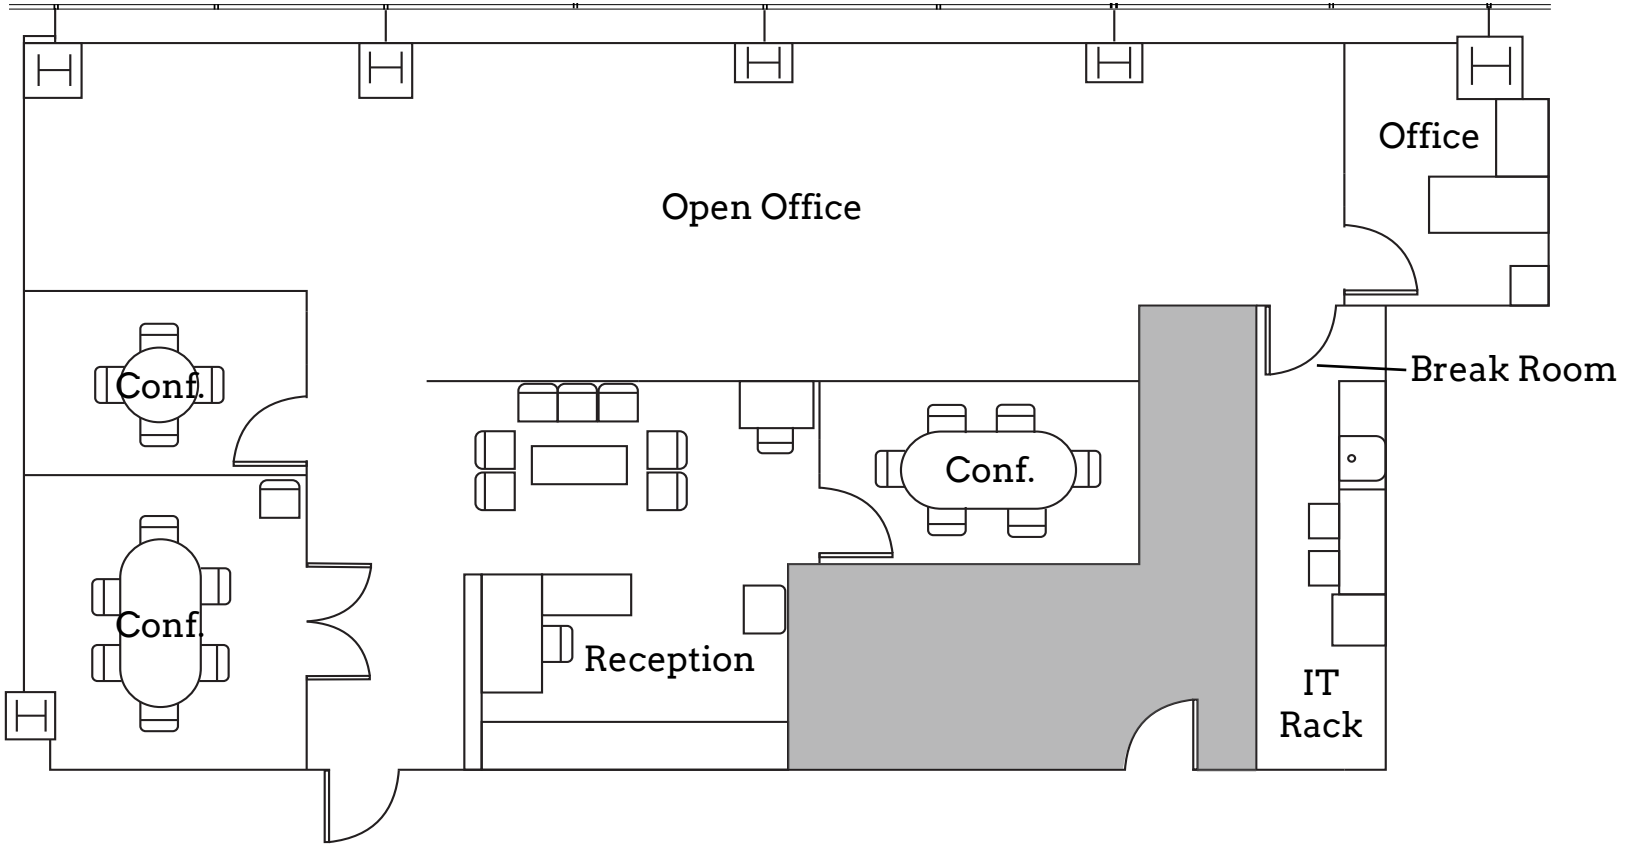 Office
Open Office
Break Room
Conf.
Conf.
Conf.
Reception
IT
Rack